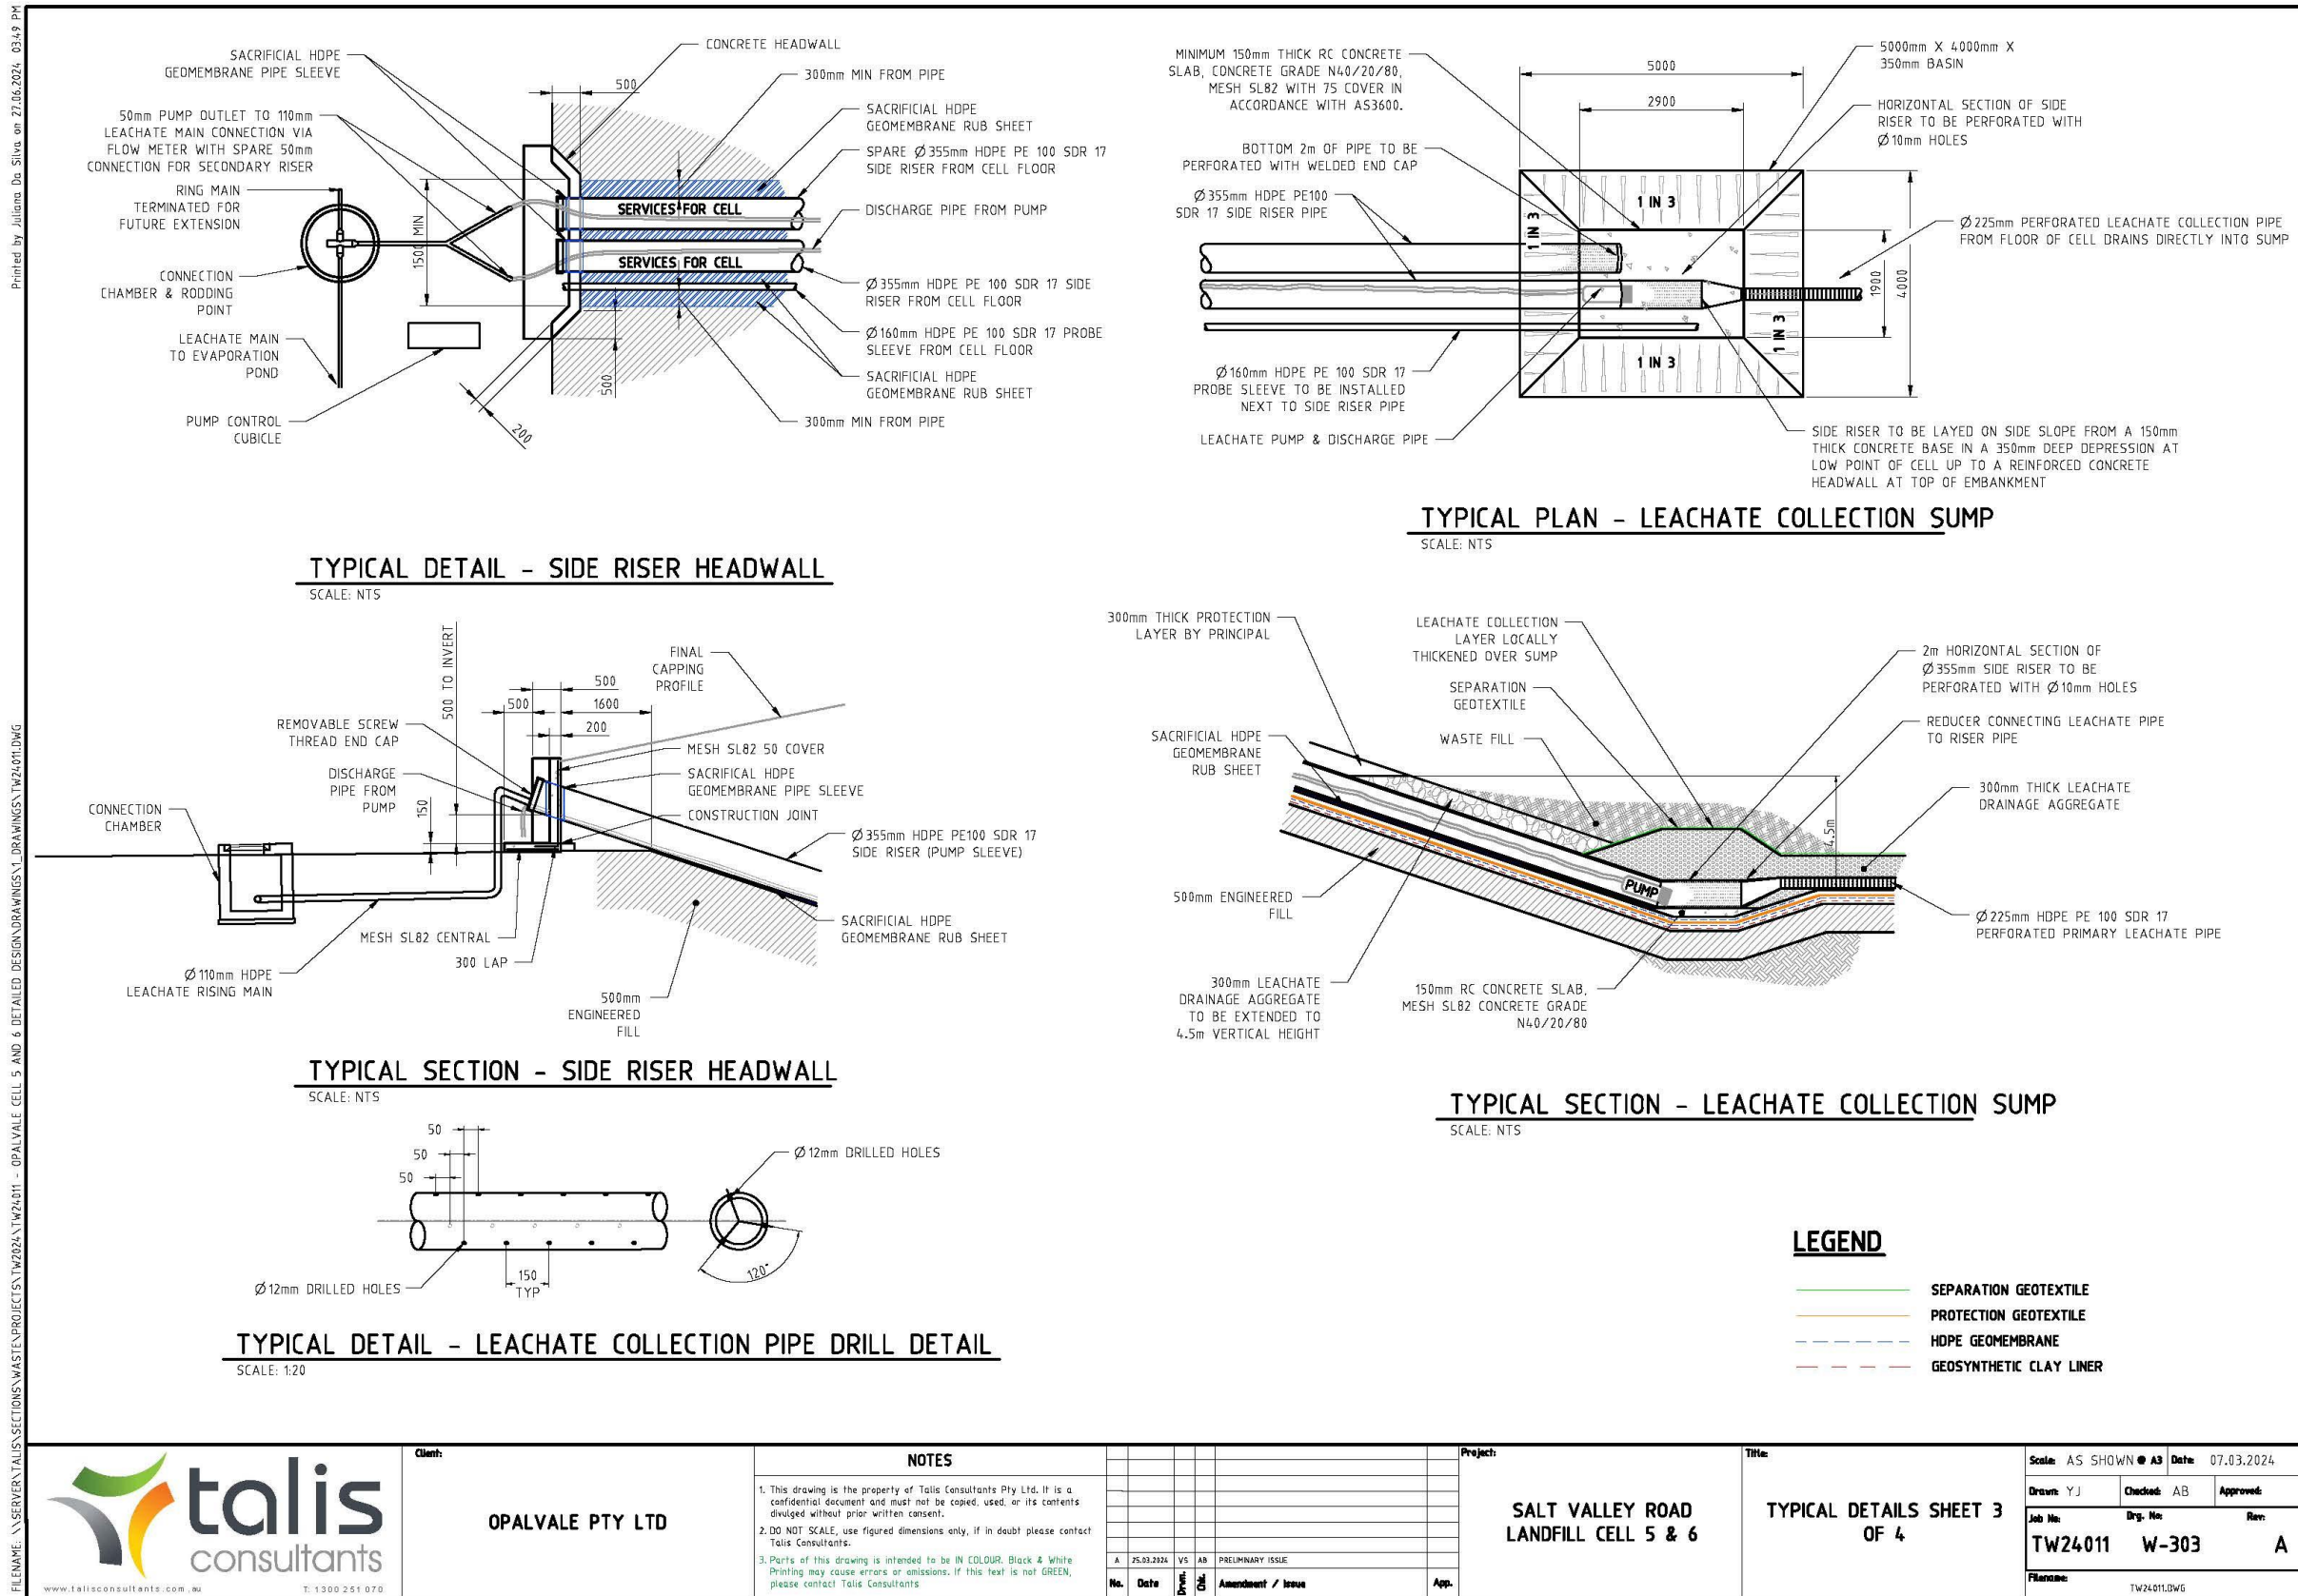 Printed by Juliana Da Silva on 27.06.2024 03:49 PM
FILENAME: \\SERVER\TALIS\SECTIONS\WASTE\PROJECTS\TW2024\TW24011 - OPALVALE CELL 5 AND 6 DETAILED DESIGN\DRAWINGS\1_DRAWINGS\TW24011.DWG
SACRIFICIAL HDPE
GEOMEMBRANE PIPE SLEEVE
50mm PUMP OUTLET TO 110mm
LEACHATE MAIN CONNECTION VIA
FLOW METER WITH SPARE 50mm
CONNECTION FOR SECONDARY RISER
RING MAIN
TERMINATED FOR
FUTURE EXTENSION
CONNECTION
CHAMBER & RODDING
POINT
LEACHATE MAIN
TO EVAPORATION
POND
PUMP CONTROL
CUBICLE
500
1500 MIN
500
200
SERVICES FOR CELL
SERVICES FOR CELL
CONCRETE HEADWALL
300mm MIN FROM PIPE
SACRIFICIAL HDPE
GEOMEMBRANE RUB SHEET
SPARE Ø355mm HDPE PE 100 SDR 17
SIDE RISER FROM CELL FLOOR
DISCHARGE PIPE FROM PUMP
Ø355mm HDPE PE 100 SDR 17 SIDE
RISER FROM CELL FLOOR
Ø160mm HDPE PE 100 SDR 17 PROBE
SLEEVE FROM CELL FLOOR
SACRIFICIAL HDPE
GEOMEMBRANE RUB SHEET
300mm MIN FROM PIPE
TYPICAL DETAIL - SIDE RISER HEADWALL
SCALE: NTS
MINIMUM 150mm THICK RC CONCRETE
SLAB, CONCRETE GRADE N40/20/80,
MESH SL82 WITH 75 COVER IN
ACCORDANCE WITH AS3600.
BOTTOM 2m OF PIPE TO BE
PERFORATED WITH WELDED END CAP
Ø355mm HDPE PE100
SDR 17 SIDE RISER PIPE
Ø160mm HDPE PE 100 SDR 17
PROBE SLEEVE TO BE INSTALLED
NEXT TO SIDE RISER PIPE
LEACHATE PUMP & DISCHARGE PIPE
5000
2900
1 IN 3
1 IN 3
1 IN 3
1 IN 3
1900
4000
5000mm X 4000mm X
350mm BASIN
HORIZONTAL SECTION OF SIDE
RISER TO BE PERFORATED WITH
Ø10mm HOLES
Ø225mm PERFORATED LEACHATE COLLECTION PIPE
FROM FLOOR OF CELL DRAINS DIRECTLY INTO SUMP
SIDE RISER TO BE LAYED ON SIDE SLOPE FROM A 150mm
THICK CONCRETE BASE IN A 350mm DEEP DEPRESSION AT
LOW POINT OF CELL UP TO A REINFORCED CONCRETE
HEADWALL AT TOP OF EMBANKMENT
TYPICAL PLAN - LEACHATE COLLECTION SUMP
SCALE: NTS
500 TO INVERT
FINAL
CAPPING
PROFILE
500
500
1600
200
150
REMOVABLE SCREW
THREAD END CAP
DISCHARGE
PIPE FROM
PUMP
CONNECTION
CHAMBER
MESH SL82 50 COVER
SACRIFICAL HDPE
GEOMEMBRANE PIPE SLEEVE
CONSTRUCTION JOINT
Ø355mm HDPE PE100 SDR 17
SIDE RISER (PUMP SLEEVE)
SACRIFICIAL HDPE
GEOMEMBRANE RUB SHEET
MESH SL82 CENTRAL
300 LAP
Ø110mm HDPE
LEACHATE RISING MAIN
500mm
ENGINEERED
FILL
TYPICAL SECTION - SIDE RISER HEADWALL
SCALE: NTS
300mm THICK PROTECTION
LAYER BY PRINCIPAL
LEACHATE COLLECTION
LAYER LOCALLY
THICKENED OVER SUMP
SEPARATION
GEOTEXTILE
WASTE FILL
SACRIFICIAL HDPE
GEOMEMBRANE
RUB SHEET
500mm ENGINEERED
FILL
300mm LEACHATE
DRAINAGE AGGREGATE
TO BE EXTENDED TO
4.5m VERTICAL HEIGHT
150mm RC CONCRETE SLAB,
MESH SL82 CONCRETE GRADE
N40/20/80
PUMP
4.5m
2m HORIZONTAL SECTION OF
Ø355mm SIDE RISER TO BE
PERFORATED WITH Ø10mm HOLES
REDUCER CONNECTING LEACHATE PIPE
TO RISER PIPE
300mm THICK LEACHATE
DRAINAGE AGGREGATE
Ø225mm HDPE PE 100 SDR 17
PERFORATED PRIMARY LEACHATE PIPE
TYPICAL SECTION - LEACHATE COLLECTION SUMP
SCALE: NTS
50
50
50
Ø12mm DRILLED HOLES
Ø12mm DRILLED HOLES
150
TYP
120°
TYPICAL DETAIL - LEACHATE COLLECTION PIPE DRILL DETAIL
SCALE: 1:20
LEGEND
SEPARATION GEOTEXTILE
PROTECTION GEOTEXTILE
HDPE GEOMEMBRANE
GEOSYNTHETIC CLAY LINER
talis
consultants
www.talisconsultants.com.au
T: 1300 251 070
Client:
OPALVALE PTY LTD
NOTES
1. This drawing is the property of Talis Consultants Pty Ltd. It is a
confidential document and must not be copied, used, or its contents
divulged without prior written consent.
2. DO NOT SCALE, use figured dimensions only, if in doubt please contact
Talis Consultants.
3. Parts of this drawing is intended to be IN COLOUR. Black & White
Printing may cause errors or omissions. If this text is not GREEN,
please contact Talis Consultants
A 25.03.2024 VS AB PRELIMINARY ISSUE
No. Date Drwn. Chk. Amendment / Issue App.
Project:
SALT VALLEY ROAD
LANDFILL CELL 5 & 6
Title:
TYPICAL DETAILS SHEET 3
OF 4
Scale: AS SHOWN @ A3 Date: 07.03.2024
Drawn: YJ Checked: AB Approved:
Job No: Drg. No: Rev:
TW24011 W-303 A
Filename:
TW24011.DWG